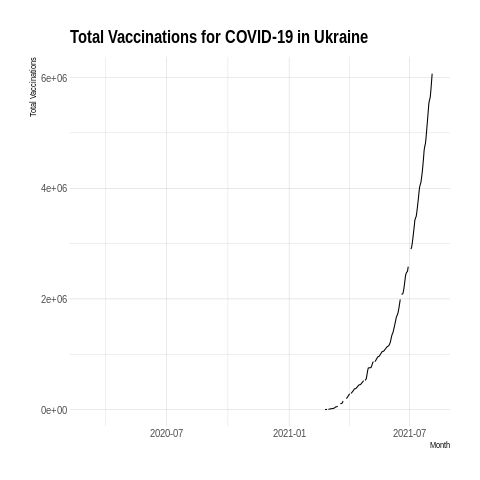 Total Vaccinations for COVID-19 in Ukraine
Total Vaccinations
6e+06
4e+06
2e+06
0e+00
2020-07 2021-01 2021-07
Month